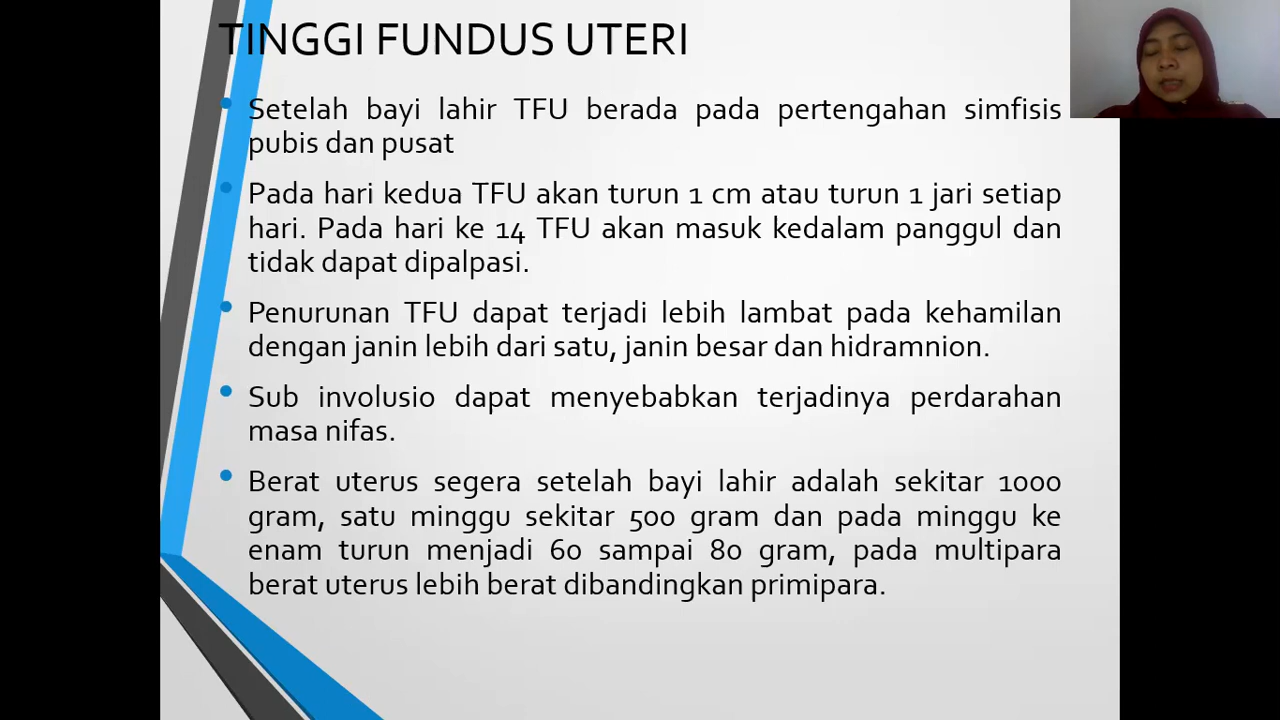 TINGGI FUNDUS UTERI
Setelah bayi lahir TFU berada pada pertengahan simfisis
pubis dan pusat
Pada hari kedua TFU akan turun 1 cm atau turun 1 jari setiap
hari. Pada hari ke 14 TFU akan masuk kedalam panggul dan
tidak dapat dipalpasi.
Penurunan TFU dapat terjadi lebih lambat pada kehamilan
dengan janin lebih dari satu, janin besar dan hidramnion.
Sub involusio dapat menyebabkan terjadinya perdarahan
masa nifas.
Berat uterus segera setelah bayi lahir adalah sekitar 1000
gram, satu minggu sekitar 500 gram dan pada minggu ke
enam turun menjadi 60 sampai 80 gram, pada multipara
berat uterus lebih berat dibandingkan primipara.